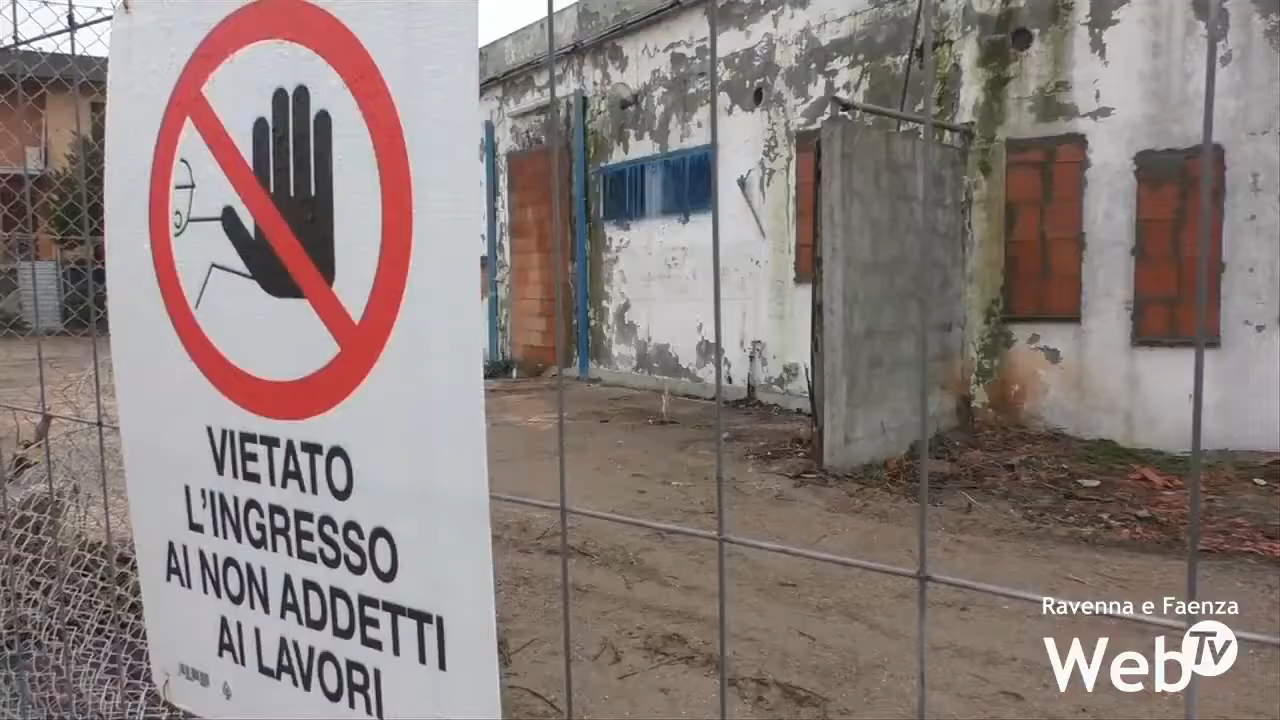 VIETATO
L'INGRESSO
AI NON ADDETTI
AI LAVORI
Ravenna e Faenza
WebTV